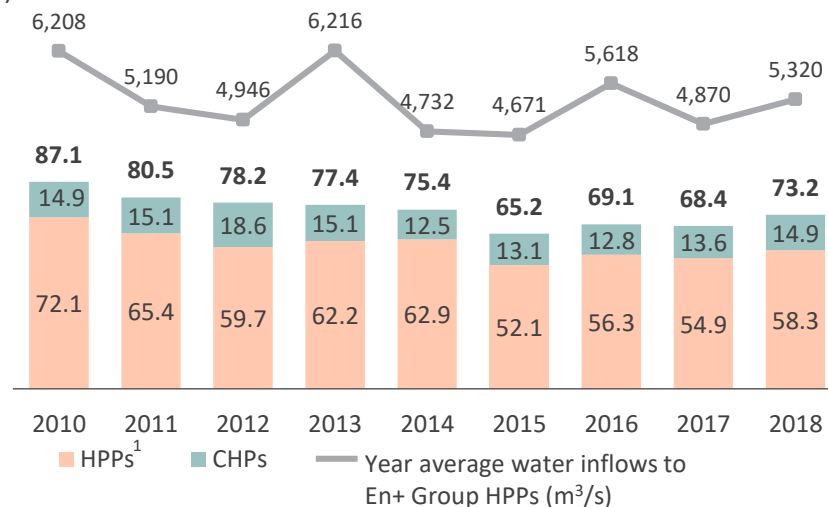 6,208 5,190 4,946 6,216 4,732 4,671 5,618 4,870 5,320
87.1 80.5 78.2 77.4 75.4 65.2 69.1 68.4 73.2
14.9 15.1 18.6 15.1 12.5 13.1 12.8 13.6 14.9
72.1 65.4 59.7 62.2 62.9 52.1 56.3 54.9 58.3
2010 2011 2012 2013 2014 2015 2016 2017 2018
HPPs¹ CHPs Year average water inflows to
En+ Group HPPs (m³/s)